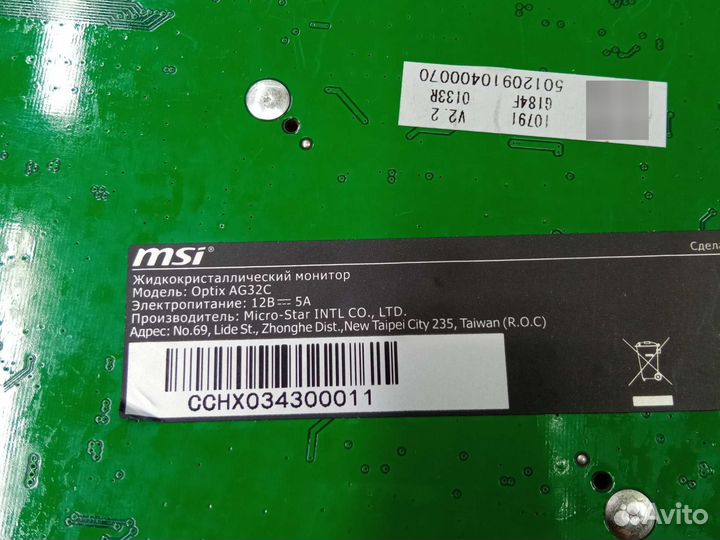 10791
V2.2
G184F
0133R
50120910400070
msi®
Сдела
Жидкокристаллический монитор
Модель: Optix AG32C
Электропитание: 12В⎓5А
Производитель: Micro-Star INTL CO., LTD.
Адрес: No.69, Lide St., Zhonghe Dist.,New Taipei City 235, Taiwan (R.O.C)
CCHX034300011
Avito